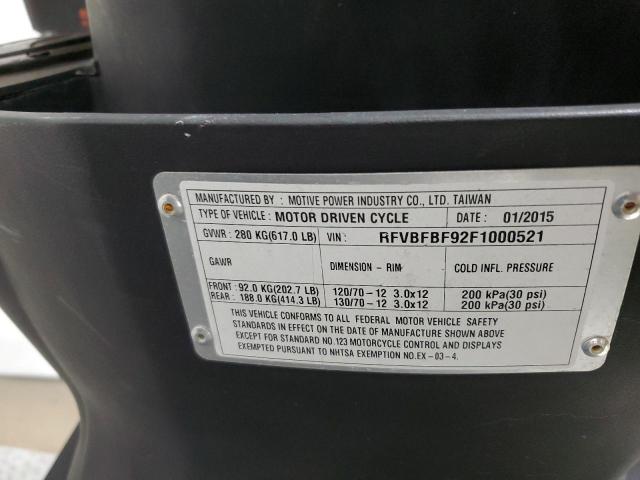 MANUFACTURED BY : MOTIVE POWER INDUSTRY CO., LTD. TAIWAN
TYPE OF VEHICLE : MOTOR DRIVEN CYCLE DATE : 01/2015
GVWR : 280 KG(617.0 LB) VIN : RFVBFBF92F1000521
GAWR DIMENSION - RIM COLD INFL. PRESSURE
FRONT : 92.0 KG(202.7 LB) 120/70-12 3.0x12 200 kPa(30 psi)
REAR : 188.0 KG(414.3 LB) 130/70-12 3.0x12 200 kPa(30 psi)
THIS VEHICLE CONFORMS TO ALL FEDERAL MOTOR VEHICLE SAFETY
STANDARDS IN EFFECT ON THE DATE OF MANUFACTURE SHOWN ABOVE
EXCEPT FOR STANDARD NO.123 MOTORCYCLE CONTROL AND DISPLAYS
EXEMPTED PURSUANT TO NHTSA EXEMPTION NO.EX-03-4.